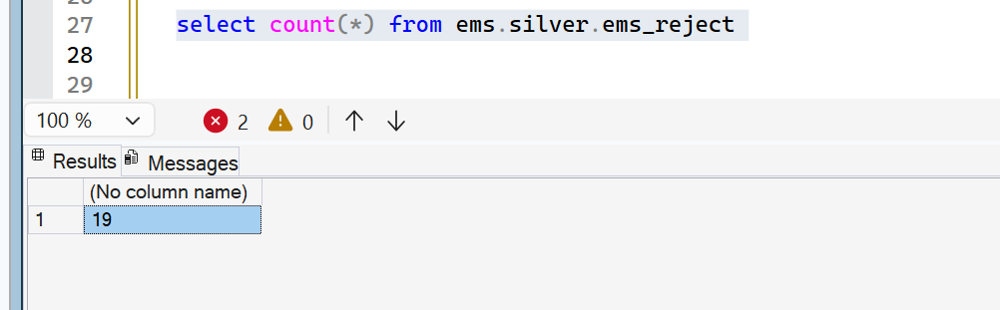 27 select count(*) from ems.silver.ems_reject
28
29
100 % 2 0
Results Messages
(No column name)
1 19